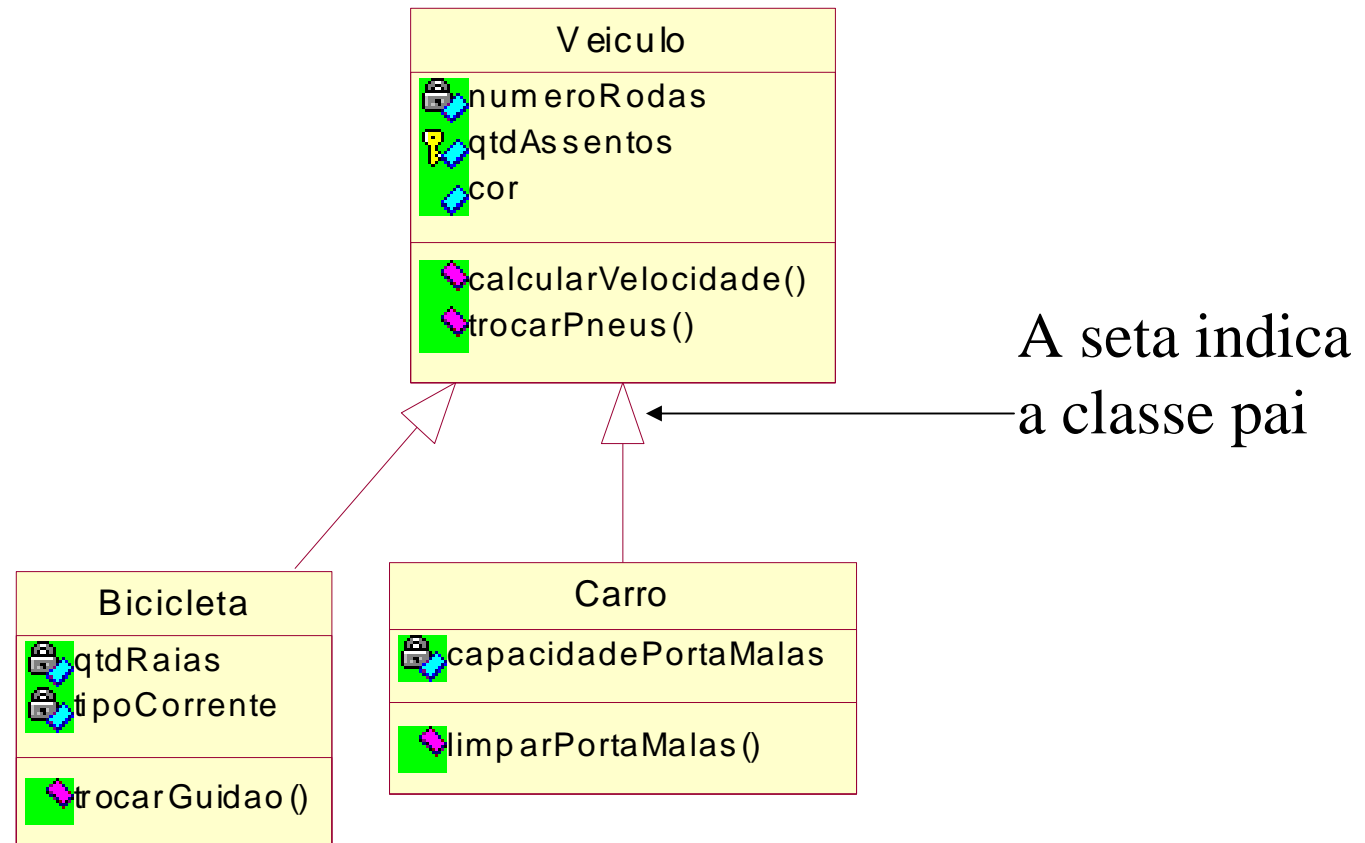 Veiculo
numeroRodas
qtdAssentos
cor
calcularVelocidade()
trocarPneus()
A seta indica
a classe pai
Bicicleta
qtdRaias
tipoCorrente
trocarGuidao()
Carro
capacidadePortaMalas
limparPortaMalas()